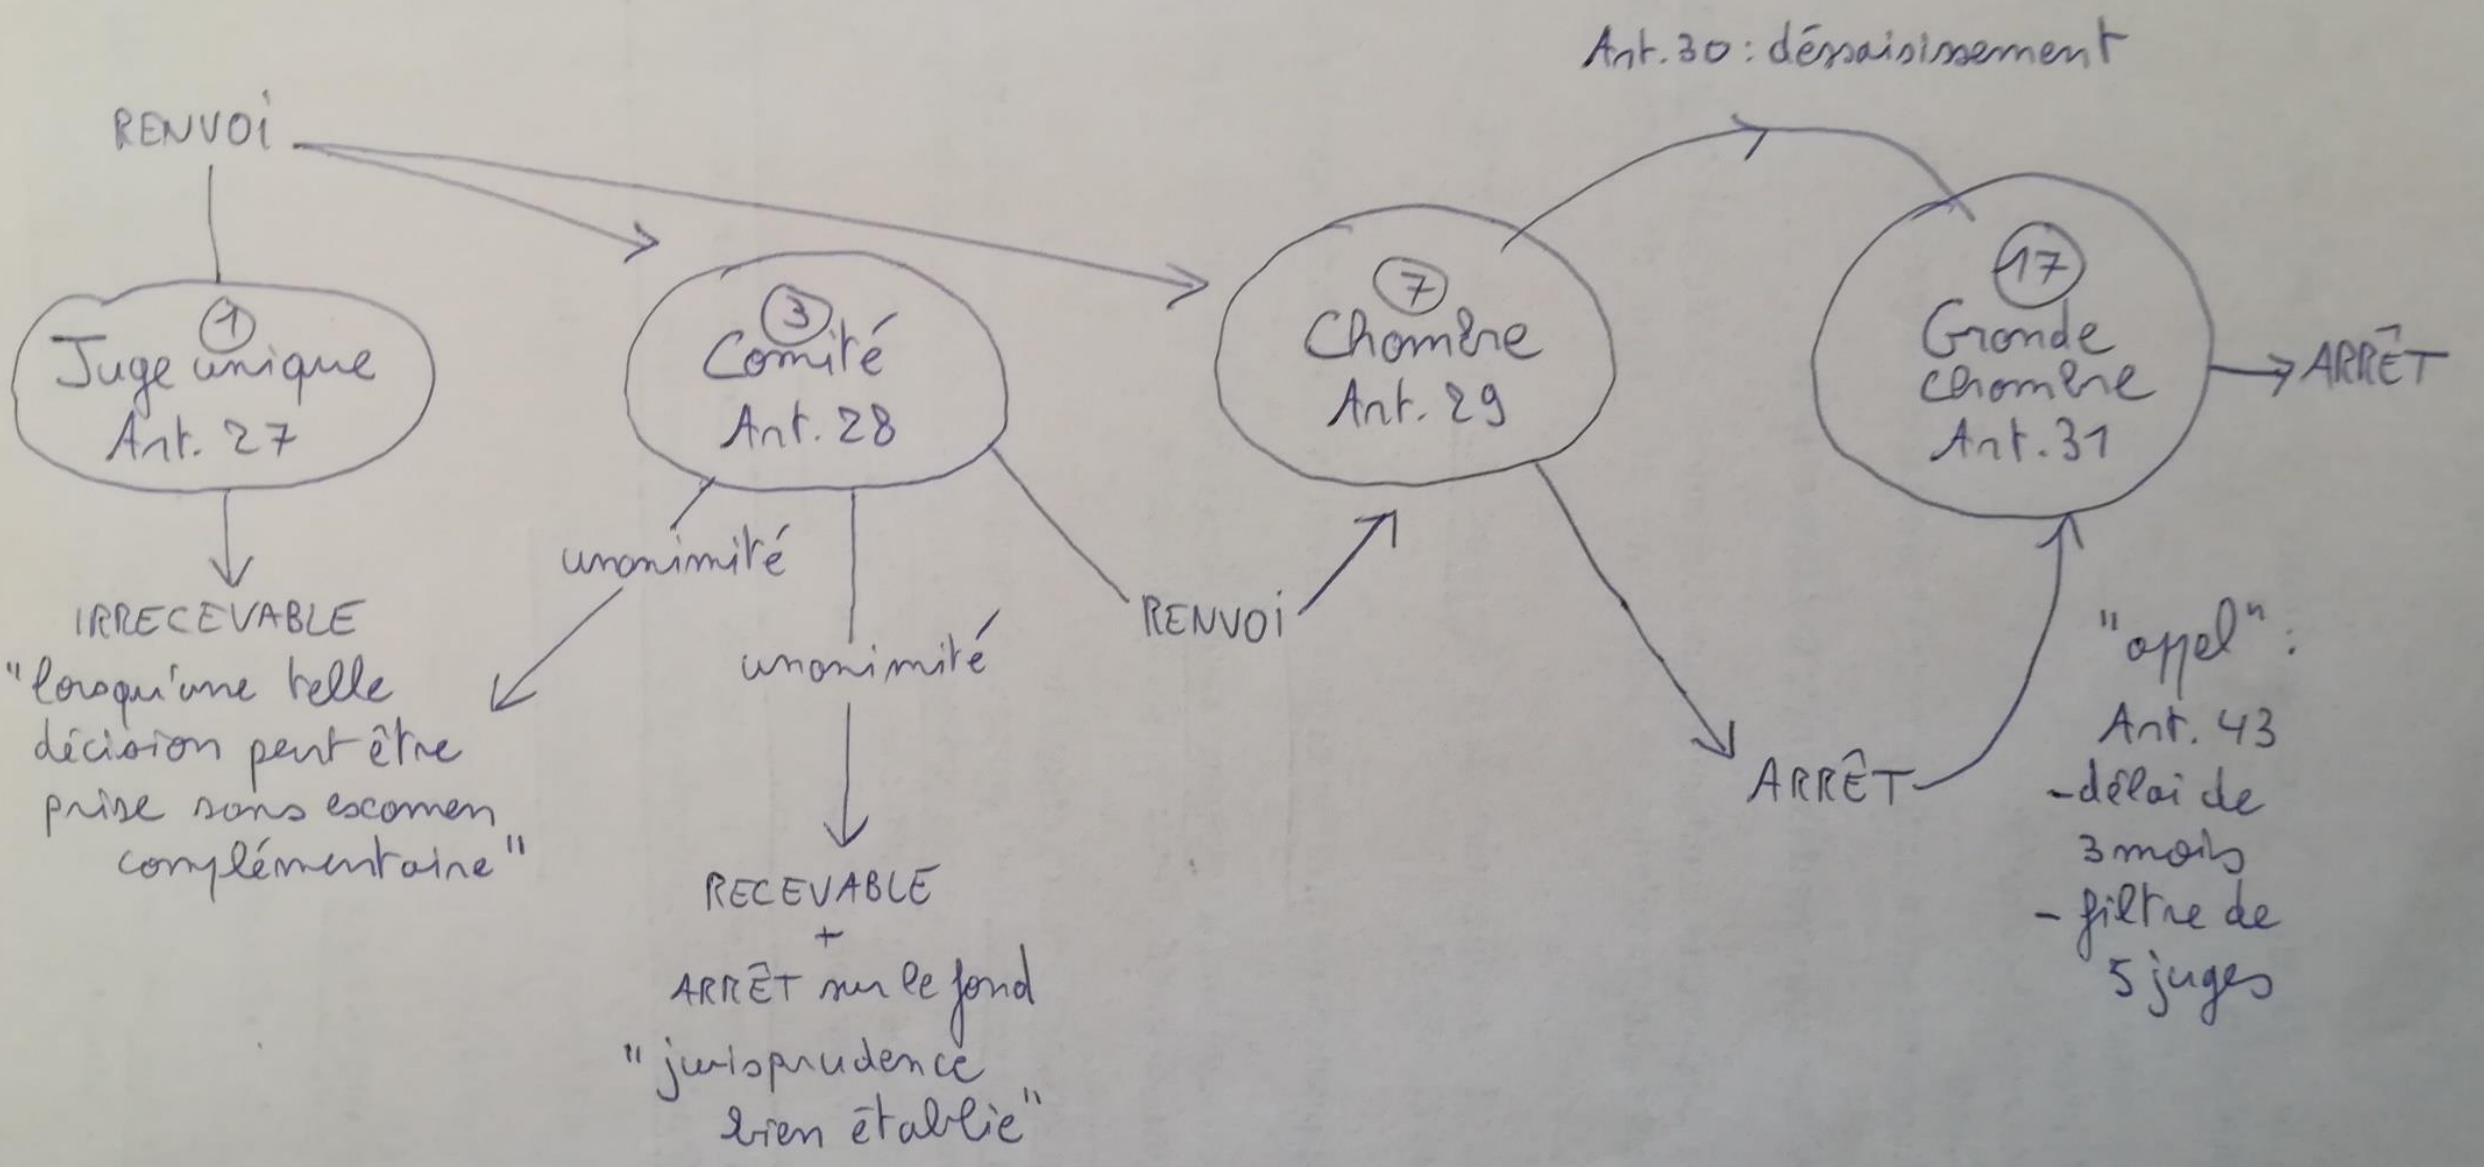 Art. 30 : déssaisissement
RENVOI
1
Juge unique
Art. 27
3
Comité
Art. 28
7
Chambre
Art. 29
17
Grande
chambre
Art. 31
ARRÊT
unanimité
unanimité
RENVOI
IRRECEVABLE
"lorsqu'une telle
décision peut être
prise sans examen
complémentaire"
RECEVABLE
+
ARRÊT sur le fond
"jurisprudence
bien établie"
ARRÊT
"appel" :
Art. 43
- délai de
3 mois
- filtre de
5 juges